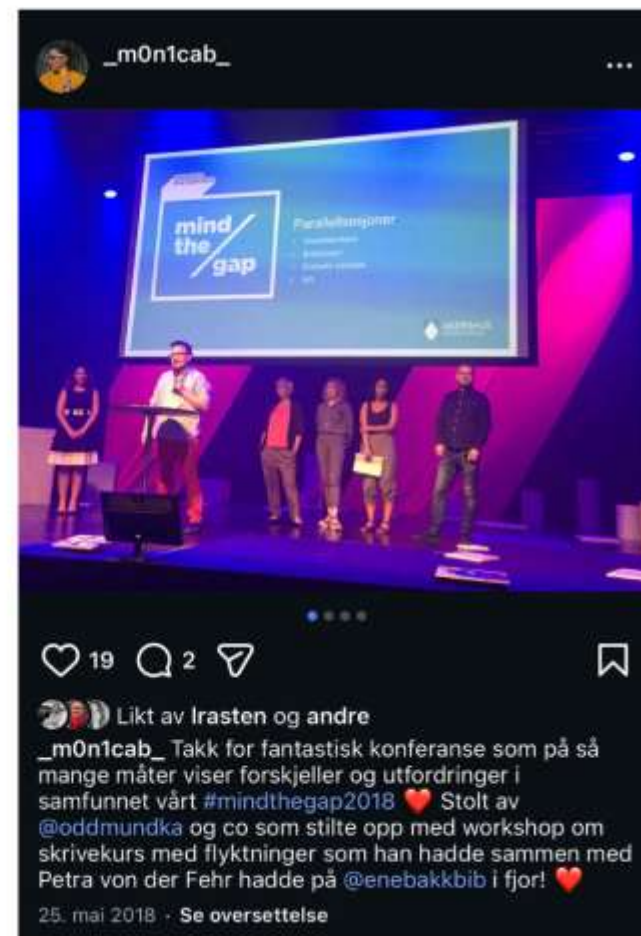 _m0n1cab_
mind
the
gap
Parallellsesjoner
19 2
Likt av lrasten og andre
_m0n1cab_ Takk for fantastisk konferanse som på så
mange måter viser forskjeller og utfordringer i
samfunnet vårt #mindthegap2018 ❤️ Stolt av
@oddmundka og co som stilte opp med workshop om
skrivekurs med flyktninger som han hadde sammen med
Petra von der Fehr hadde på @enebakkbib i fjor! ❤️
25. mai 2018 · Se oversettelse